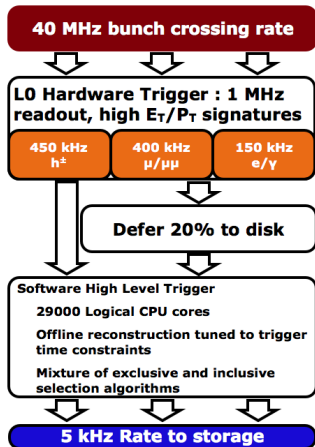 40 MHz bunch crossing rate
L0 Hardware Trigger : 1 MHz
readout, high E_T/P_T signatures
450 kHz
h±
400 kHz
μ/μμ
150 kHz
e/γ
Defer 20% to disk
Software High Level Trigger
29000 Logical CPU cores
Offline reconstruction tuned to trigger
time constraints
Mixture of exclusive and inclusive
selection algorithms
5 kHz Rate to storage